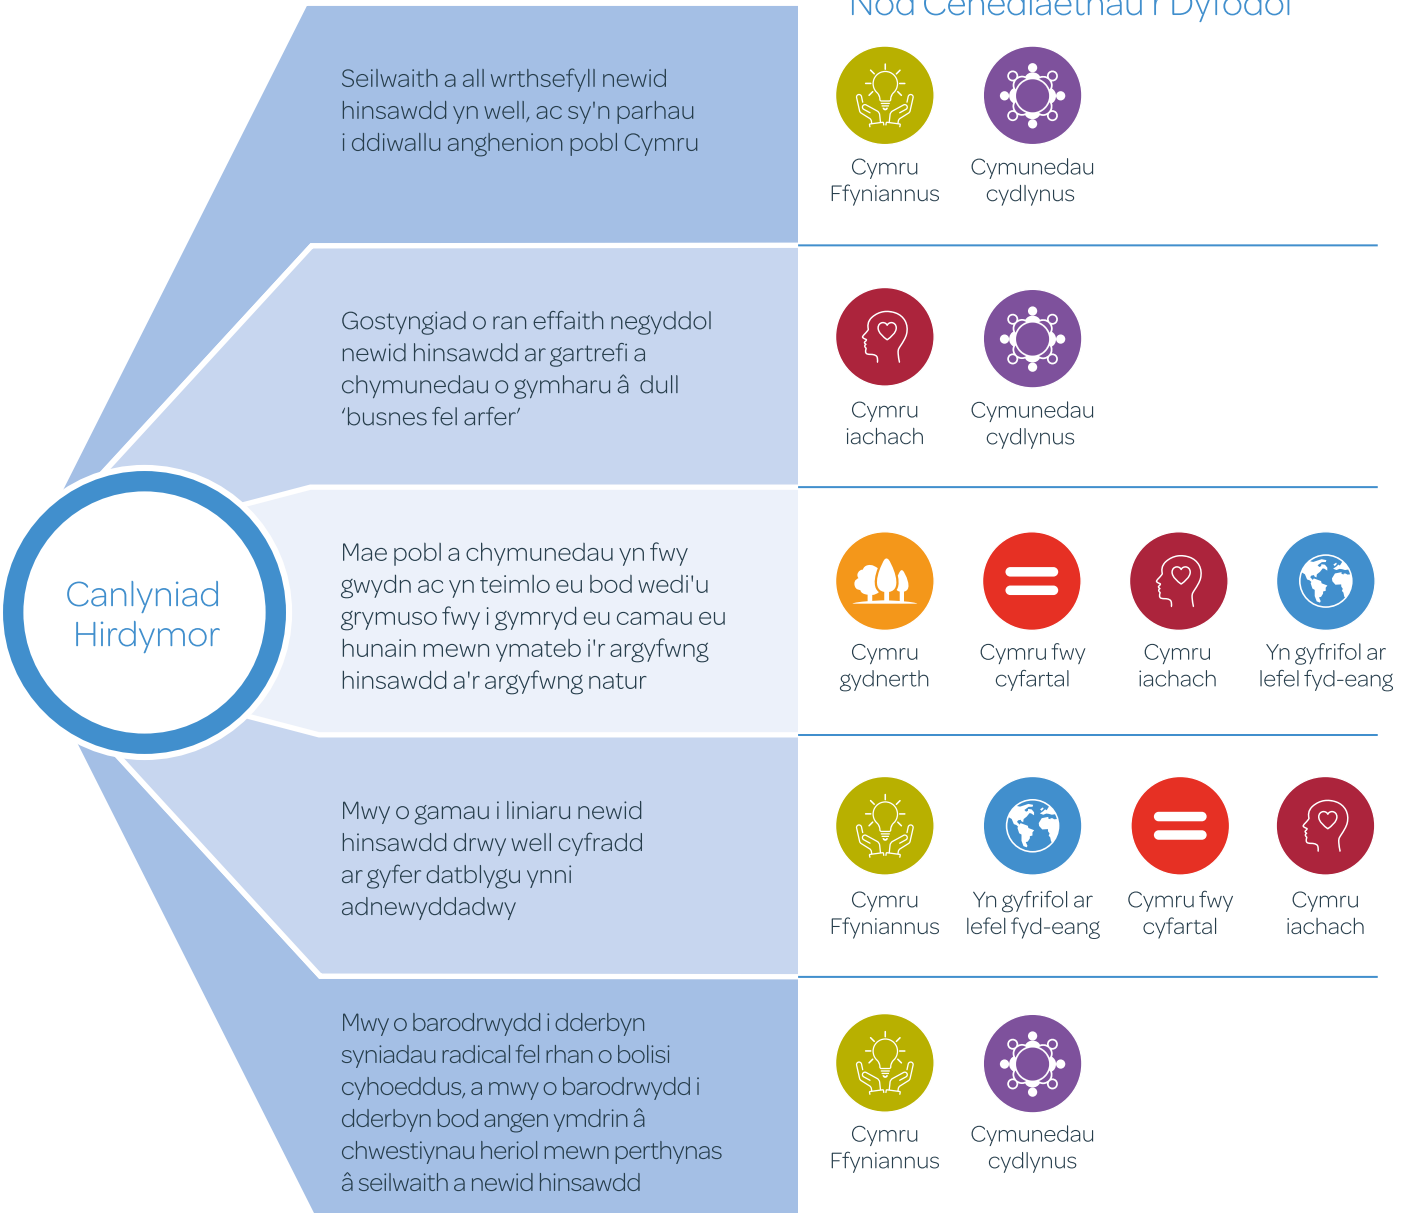 Nod Cenedlaethau'r Dyfodol
Seilwaith a all wrthsefyll newid
hinsawdd yn well, ac sy'n parhau
i ddiwallu anghenion pobl Cymru
Cymru
Ffyniannus
Cymunedau
cydlynus
Gostyngiad o ran effaith negyddol
newid hinsawdd ar gartrefi a
chymunedau o gymharu â dull
‘busnes fel arfer’
Cymru
iachach
Cymunedau
cydlynus
Canlyniad
Hirdymor
Mae pobl a chymunedau yn fwy
gwydn ac yn teimlo eu bod wedi'u
grymuso fwy i gymryd eu camau eu
hunain mewn ymateb i'r argyfwng
hinsawdd a'r argyfwng natur
Cymru
gydnerth
Cymru fwy
cyfartal
Cymru
iachach
Yn gyfrifol ar
lefel fyd-eang
Mwy o gamau i liniaru newid
hinsawdd drwy well cyfradd
ar gyfer datblygu ynni
adnewyddadwy
Cymru
Ffyniannus
Yn gyfrifol ar
lefel fyd-eang
Cymru fwy
cyfartal
Cymru
iachach
Mwy o barodrwydd i dderbyn
syniadau radical fel rhan o bolisi
cyhoeddus, a mwy o barodrwydd i
dderbyn bod angen ymdrin â
chwestiynau heriol mewn perthynas
â seilwaith a newid hinsawdd
Cymru
Ffyniannus
Cymunedau
cydlynus